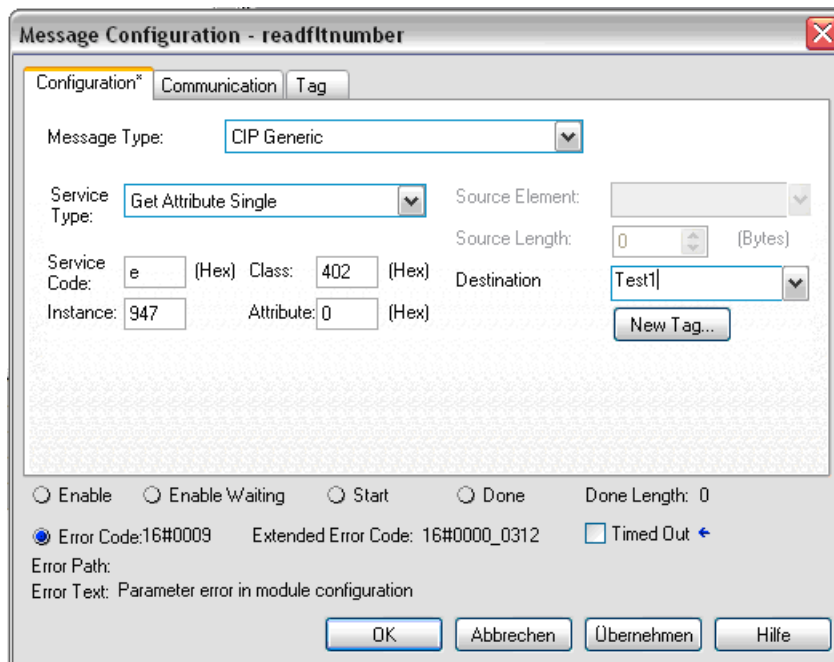 Message Configuration - readfltnumber
Configuration* Communication Tag
Message Type: CIP Generic
Service Type: Get Attribute Single
Source Element:
Source Length: 0 (Bytes)
Service Code: e (Hex) Class: 402 (Hex)
Destination Test1
Instance: 947 Attribute: 0 (Hex)
New Tag...
Enable Enable Waiting Start Done Done Length: 0
Error Code: 16#0009 Extended Error Code: 16#0000_0312 Timed Out
Error Path:
Error Text: Parameter error in module configuration
OK Abbrechen Übernehmen Hilfe